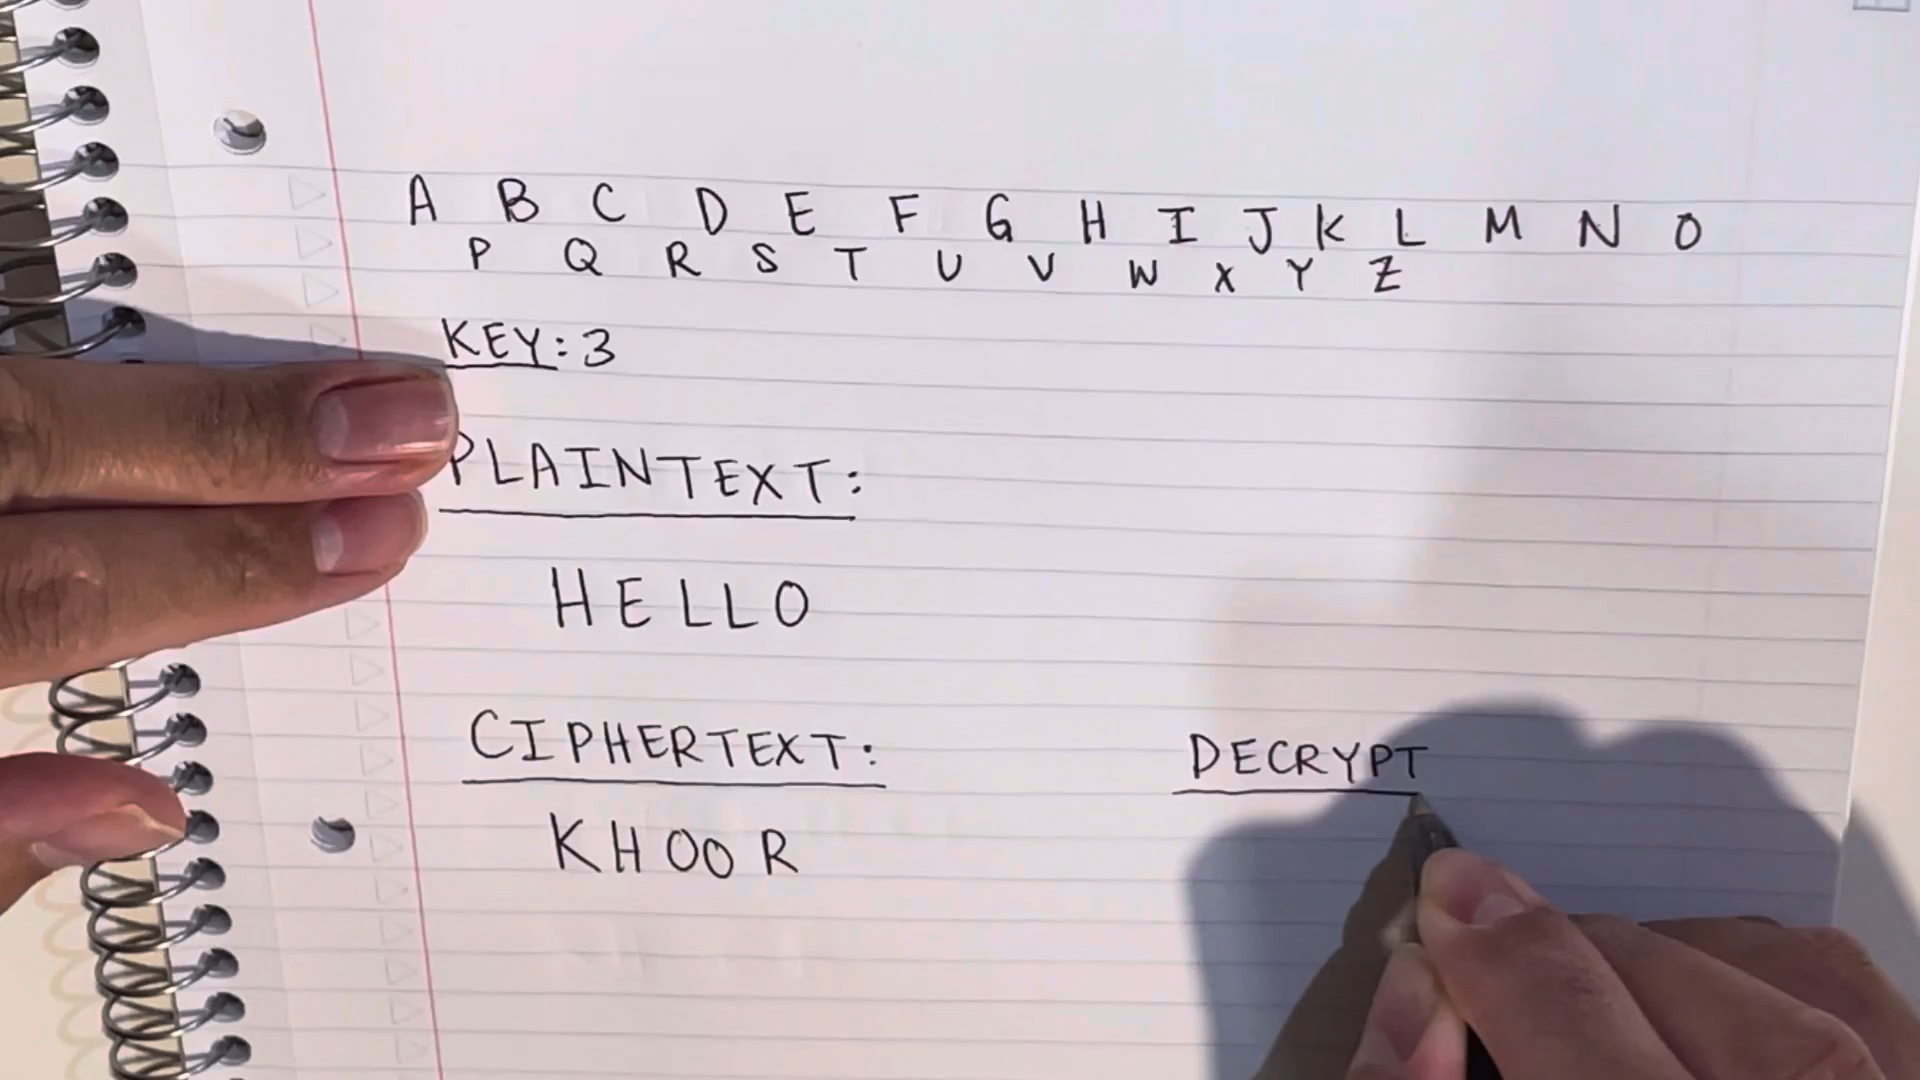 A B C D E F G H I J K L M N O
P Q R S T U V W X Y Z
KEY: 3
PLAINTEXT:
HELLO
CIPHERTEXT:
KHOOR
DECRYPT